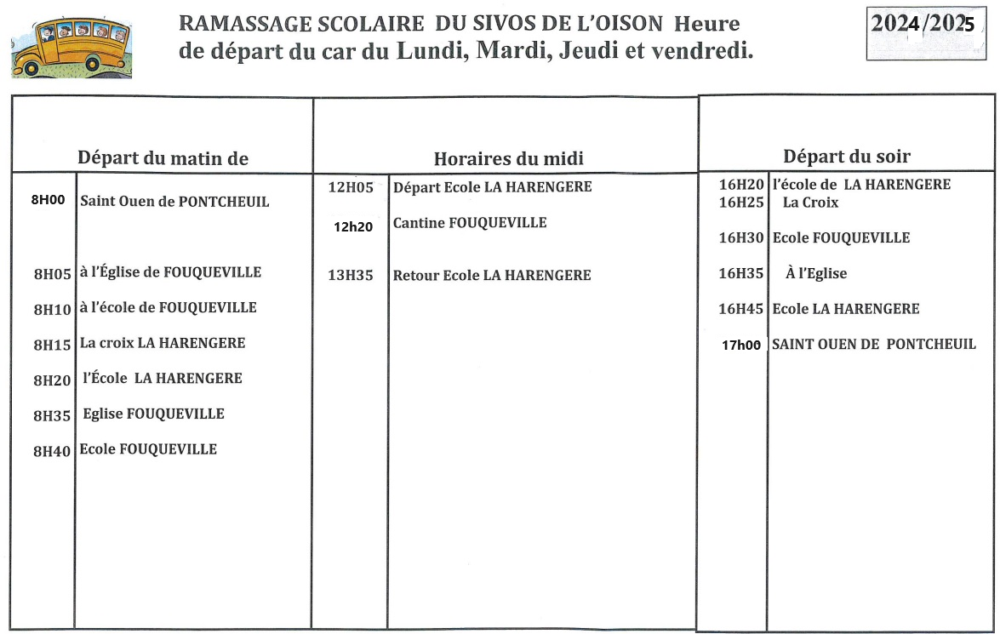 RAMASSAGE SCOLAIRE DU SIVOS DE L'OISON Heure
de départ du car du Lundi, Mardi, Jeudi et vendredi.
2024/2025
Départ du matin de
8H00 Saint Ouen de PONTCHEUIL
8H05 à l'Église de FOUQUEVILLE
8H10 à l'école de FOUQUEVILLE
8H15 La croix LA HARENGERE
8H20 l'École LA HARENGERE
8H35 Eglise FOUQUEVILLE
8H40 Ecole FOUQUEVILLE
Horaires du midi
12H05 Départ Ecole LA HARENGERE
12h20 Cantine FOUQUEVILLE
13H35 Retour Ecole LA HARENGERE
Départ du soir
16H20 l'école de LA HARENGERE
16H25 La Croix
16H30 Ecole FOUQUEVILLE
16H35 À l'Eglise
16H45 Ecole LA HARENGERE
17h00 SAINT OUEN DE PONTCHEUIL